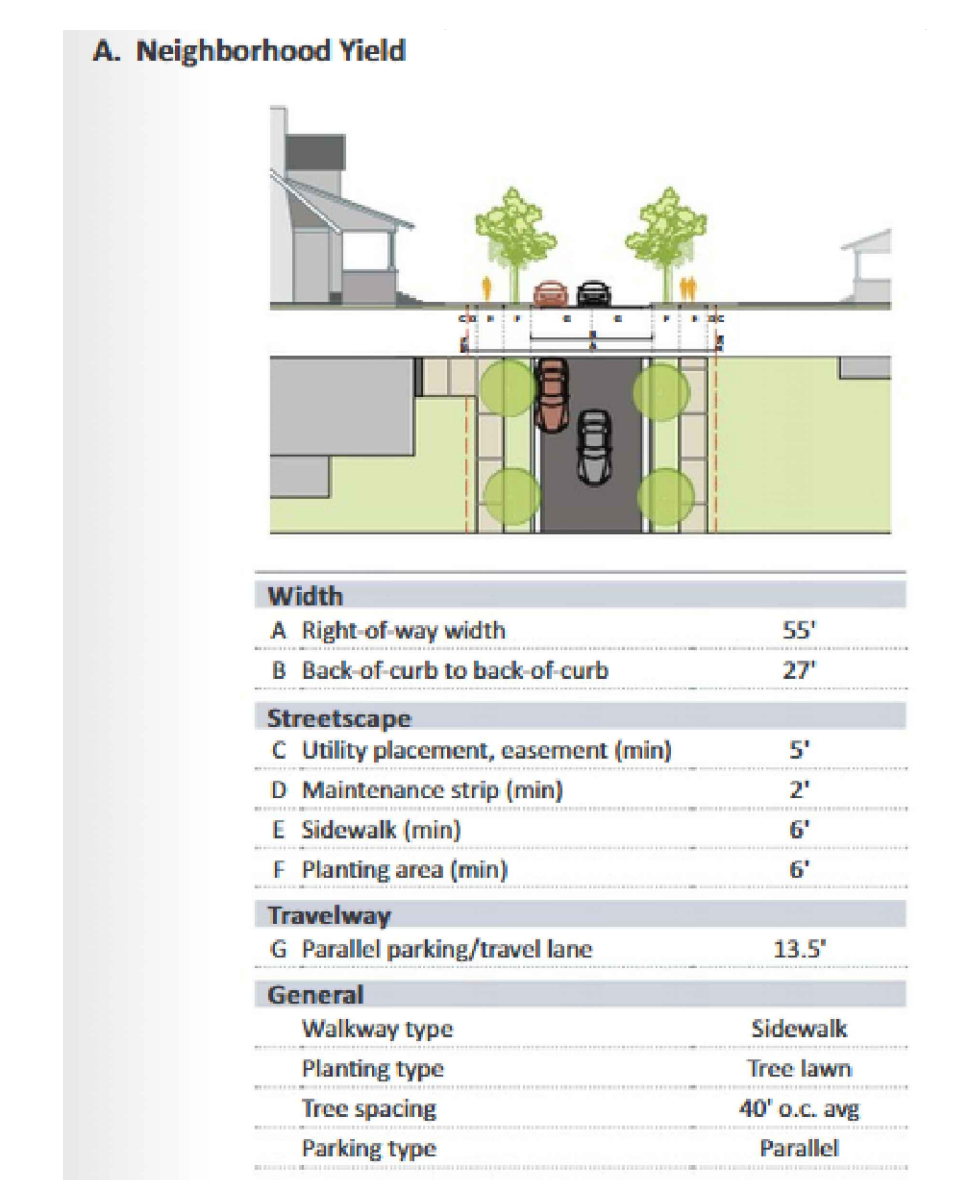 A. Neighborhood Yield
C D E F G G F E D C
B
A
Width
A Right-of-way width 55'
B Back-of-curb to back-of-curb 27'
Streetscape
C Utility placement, easement (min) 5'
D Maintenance strip (min) 2'
E Sidewalk (min) 6'
F Planting area (min) 6'
Travelway
G Parallel parking/travel lane 13.5'
General
Walkway type Sidewalk
Planting type Tree lawn
Tree spacing 40' o.c. avg
Parking type Parallel